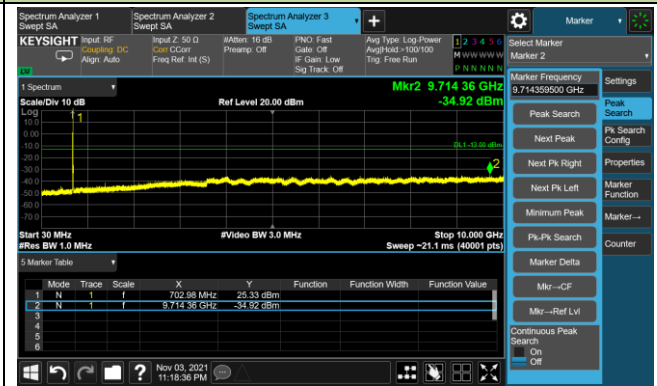 Spectrum Analyzer 1
Swept SA
Spectrum Analyzer 2
Swept SA
Spectrum Analyzer 3
Swept SA
+
Marker
KEYSIGHT
Input: RF
Coupling: DC
Align: Auto
Input Z: 50 Ω
Corr CCorr
Freq Ref: Int (S)
#Atten: 16 dB
Preamp: Off
PNO: Fast
Gate: Off
IF Gain: Low
Sig Track: Off
Avg Type: Log-Power
Avg|Hold:>100/100
Trig: Free Run
1 2 3 4 5 6
M W W W W W
P N N N N N
Select Marker
Marker 2
1 Spectrum
Mkr2 9.714 36 GHz
-34.92 dBm
Scale/Div 10 dB
Ref Level 20.00 dBm
Log
10.0
0.00
-10.0
-20.0
-30.0
-40.0
-50.0
-60.0
-70.0
1
DL1 -13.00 dBm
2
Start 30 MHz
#Video BW 3.0 MHz
Stop 10.000 GHz
#Res BW 1.0 MHz
Sweep ~21.1 ms (40001 pts)
5 Marker Table
Mode Trace Scale X Y Function Function Width Function Value
1 N 1 f 702.98 MHz 25.33 dBm
2 N 1 f 9.714 36 GHz -34.92 dBm
3
4
5
6
Marker Frequency
9.714359500 GHz
Peak Search
Next Peak
Next Pk Right
Next Pk Left
Minimum Peak
Pk-Pk Search
Marker Delta
Mkr→CF
Mkr→Ref Lvl
Continuous Peak
Search
On
Off
Settings
Peak
Search
Pk Search
Config
Properties
Marker
Function
Marker→
Counter
?
Nov 03, 2021
11:18:36 PM